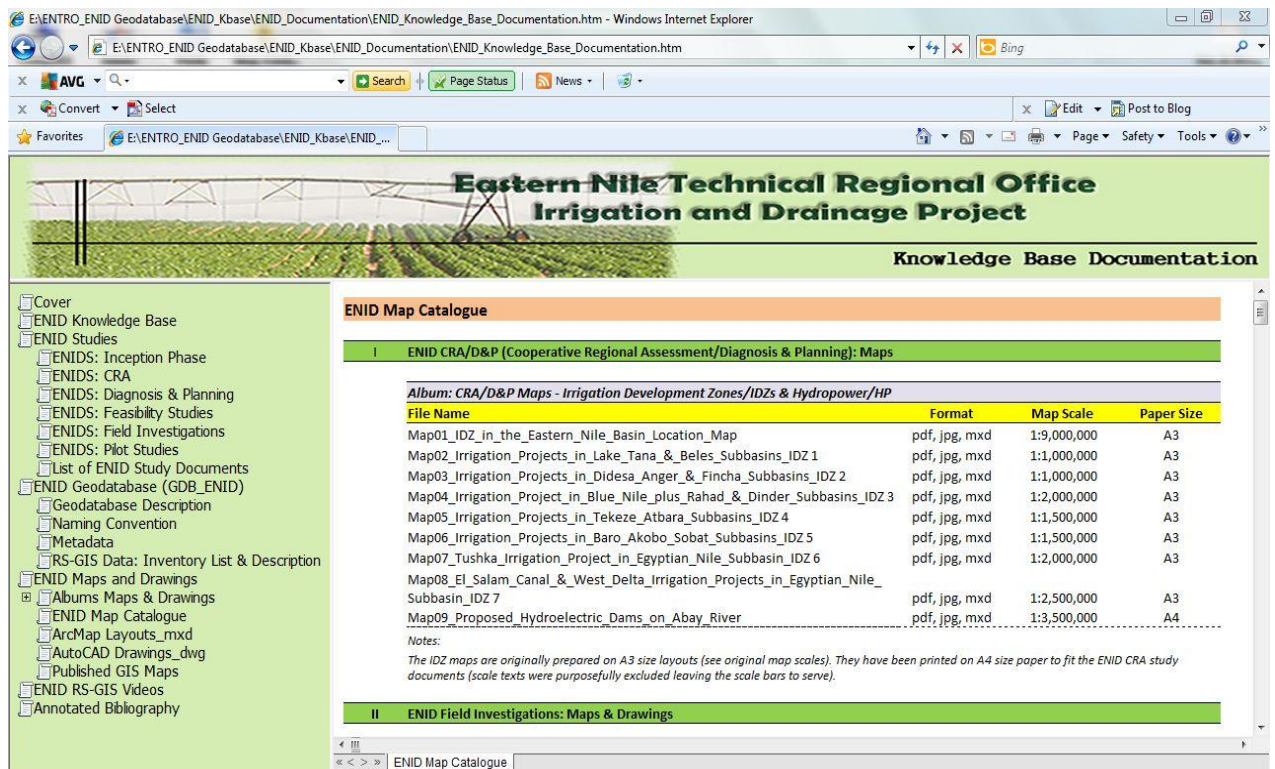 E:\ENTRO_ENID Geodatabase\ENID_Kbase\ENID_Documentation\ENID_Knowledge_Base_Documentation.htm - Windows Internet Explorer
E:\ENTRO_ENID Geodatabase\ENID_Kbase\ENID_Documentation\ENID_Knowledge_Base_Documentation.htm
Bing
x AVG Search Page Status News
x Convert Select x Edit Post to Blog
Favorites E:\ENTRO_ENID Geodatabase\ENID_Kbase\ENID_... Page Safety Tools
Eastern Nile Technical Regional Office
Irrigation and Drainage Project
Knowledge Base Documentation
Cover
ENID Knowledge Base
ENID Studies
ENIDS: Inception Phase
ENIDS: CRA
ENIDS: Diagnosis & Planning
ENIDS: Feasibility Studies
ENIDS: Field Investigations
ENIDS: Pilot Studies
List of ENID Study Documents
ENID Geodatabase (GDB_ENID)
Geodatabase Description
Naming Convention
Metadata
RS-GIS Data: Inventory List & Description
ENID Maps and Drawings
Albums Maps & Drawings
ENID Map Catalogue
ArcMap Layouts_mxd
AutoCAD Drawings_dwg
Published GIS Maps
ENID RS-GIS Videos
Annotated Bibliography
ENID Map Catalogue
I ENID CRA/D&P (Cooperative Regional Assessment/Diagnosis & Planning): Maps
Album: CRA/D&P Maps - Irrigation Development Zones/IDZs & Hydropower/HP
File Name Format Map Scale Paper Size
Map01_IDZ_in_the_Eastern_Nile_Basin_Location_Map pdf, jpg, mxd 1:9,000,000 A3
Map02_Irrigation_Projects_in_Lake_Tana_&_Beles_Subbasins_IDZ 1 pdf, jpg, mxd 1:1,000,000 A3
Map03_Irrigation_Projects_in_Didesa_Anger_&_Fincha_Subbasins_IDZ 2 pdf, jpg, mxd 1:1,000,000 A3
Map04_Irrigation_Project_in_Blue_Nile_plus_Rahad_&_Dinder_Subbasins_IDZ 3 pdf, jpg, mxd 1:2,000,000 A3
Map05_Irrigation_Projects_in_Tekeze_Atbara_Subbasins_IDZ 4 pdf, jpg, mxd 1:1,500,000 A3
Map06_Irrigation_Projects_in_Baro_Akobo_Sobat_Subbasins_IDZ 5 pdf, jpg, mxd 1:1,500,000 A3
Map07_Tushka_Irrigation_Project_in_Egyptian_Nile_Subbasin_IDZ 6 pdf, jpg, mxd 1:2,000,000 A3
Map08_El_Salam_Canal_&_West_Delta_Irrigation_Projects_in_Egyptian_Nile_
Subbasin_IDZ 7 pdf, jpg, mxd 1:2,500,000 A3
Map09_Proposed_Hydroelectric_Dams_on_Abay_River pdf, jpg, mxd 1:3,500,000 A4
Notes:
The IDZ maps are originally prepared on A3 size layouts (see original map scales). They have been printed on A4 size paper to fit the ENID CRA study
documents (scale texts were purposefully excluded leaving the scale bars to serve).
II ENID Field Investigations: Maps & Drawings
« < > » ENID Map Catalogue